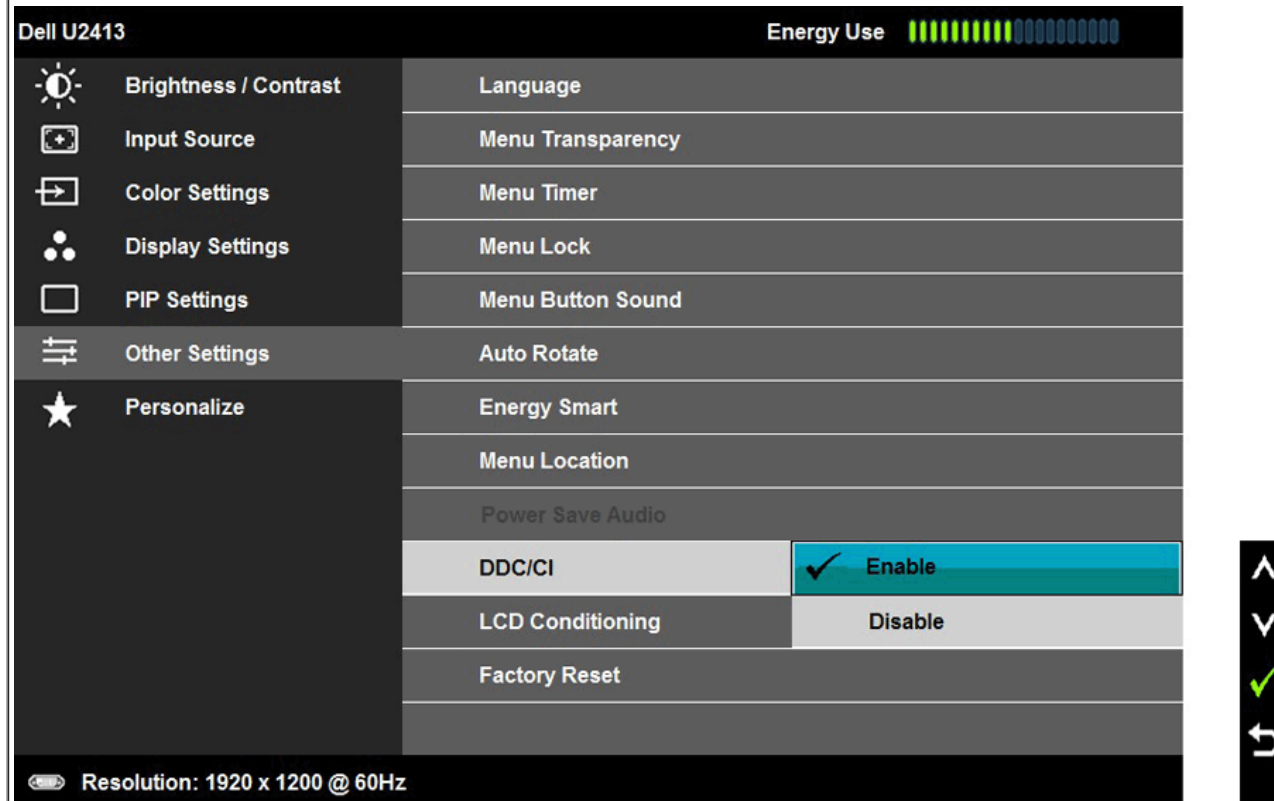 Dell U2413 Energy Use
Brightness / Contrast
Input Source
Color Settings
Display Settings
PIP Settings
Other Settings
Personalize
Language
Menu Transparency
Menu Timer
Menu Lock
Menu Button Sound
Auto Rotate
Energy Smart
Menu Location
Power Save Audio
DDC/CI Enable
LCD Conditioning Disable
Factory Reset
Resolution: 1920 x 1200 @ 60Hz